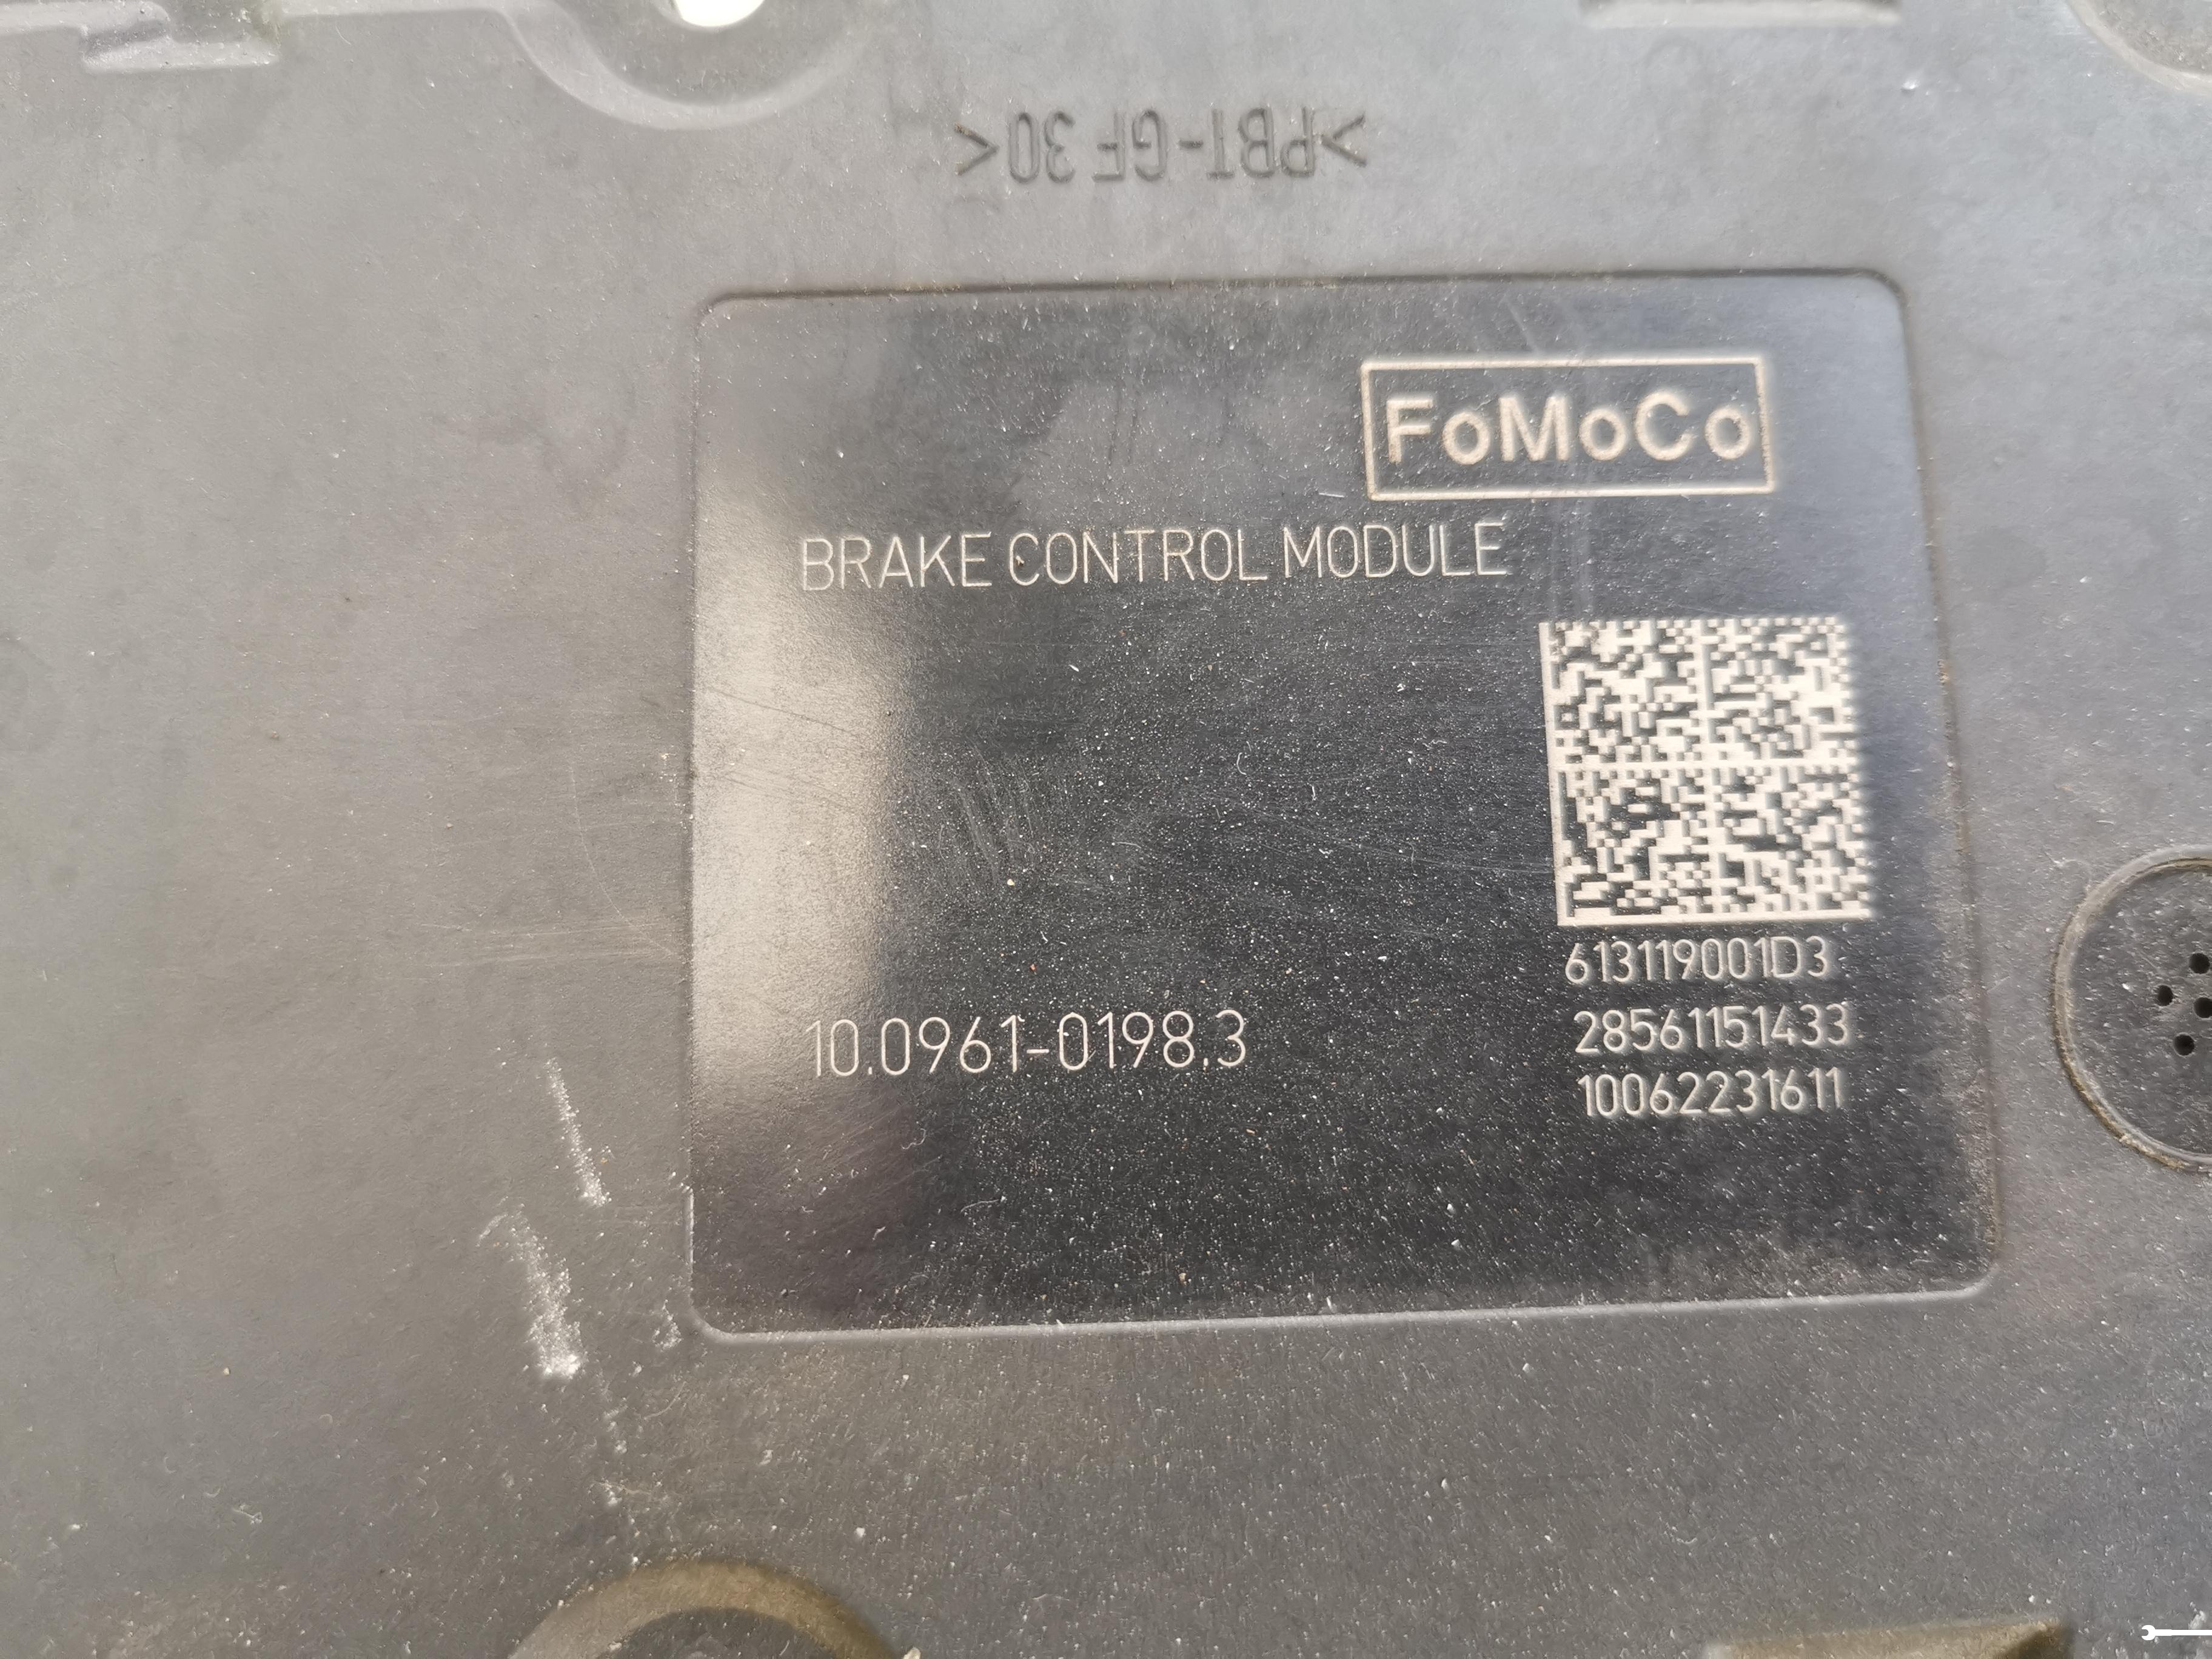 >PBT-GF 30<
FoMoCo
BRAKE CONTROL MODULE
613119001D3
10.0961-0198.3
28561151433
10062231611